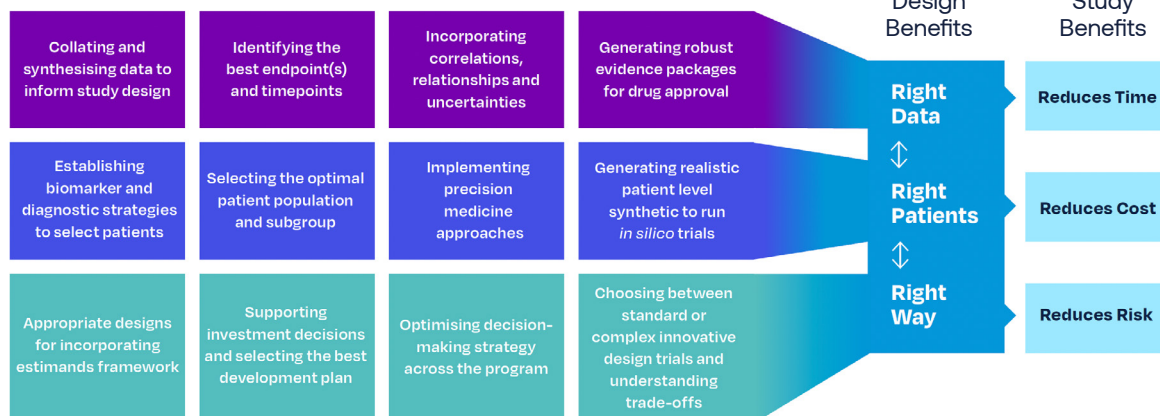 Design
Benefits
Study
Benefits
Collating and
synthesising data to
inform study design
Identifying the
best endpoint(s)
and timepoints
Incorporating
correlations,
relationships and
uncertainties
Generating robust
evidence packages
for drug approval
Right
Data
Reduces Time
Establishing
biomarker and
diagnostic strategies
to select patients
Selecting the optimal
patient population
and subgroup
Implementing
precision
medicine
approaches
Generating realistic
patient level
synthetic to run
in silico trials
Right
Patients
Reduces Cost
Appropriate designs
for incorporating
estimands framework
Supporting
investment decisions
and selecting the best
development plan
Optimising decision-
making strategy
across the program
Choosing between
standard or
complex innovative
design trials and
understanding
trade-offs
Right
Way
Reduces Risk